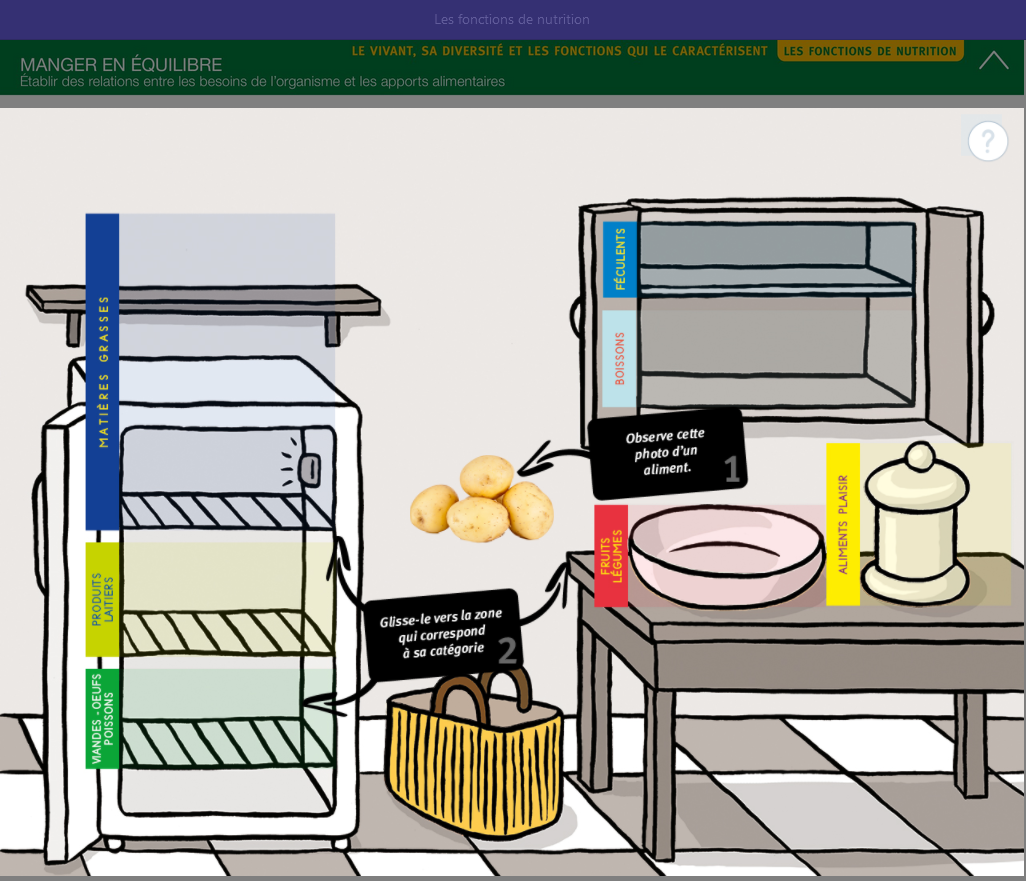 Les fonctions de nutrition
LE VIVANT, SA DIVERSITÉ ET LES FONCTIONS QUI LE CARACTÉRISENT
LES FONCTIONS DE NUTRITION
MANGER EN ÉQUILIBRE
Établir des relations entre les besoins de l'organisme et les apports alimentaires
?
MATIÈRES GRASSES
PRODUITS
LAITIERS
VIANDES - OEUFS
POISSONS
FÉCULENTS
BOISSONS
Observe cette
photo d'un
aliment.
1
FRUITS
LÉGUMES
ALIMENTS PLAISIR
Glisse-le vers la zone
qui correspond
à sa catégorie
2